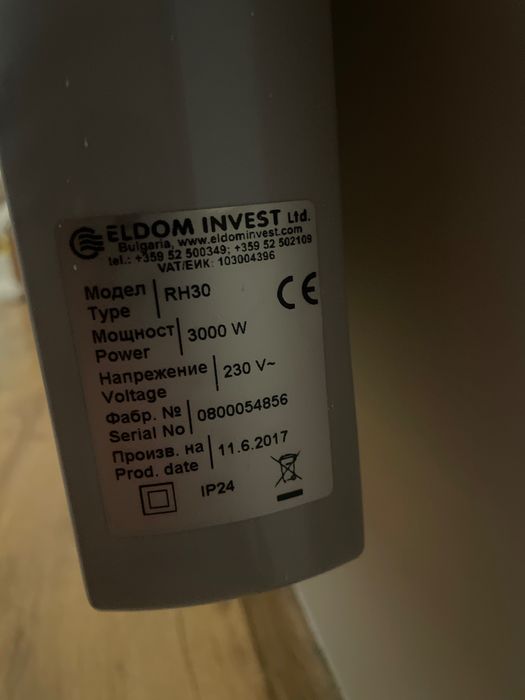 ELDOM INVEST Ltd.
Bulgaria, www.eldominvest.com
tel.: +359 52 500349; +359 52 502109
VAT/ЕИК: 103004396
Модел
Type
RH30
CE
Мощност
Power
3000 W
Напрежение
Voltage
230 V~
Фабр. №
Serial No
0800054856
Произв. на
Prod. date
11.6.2017
IP24